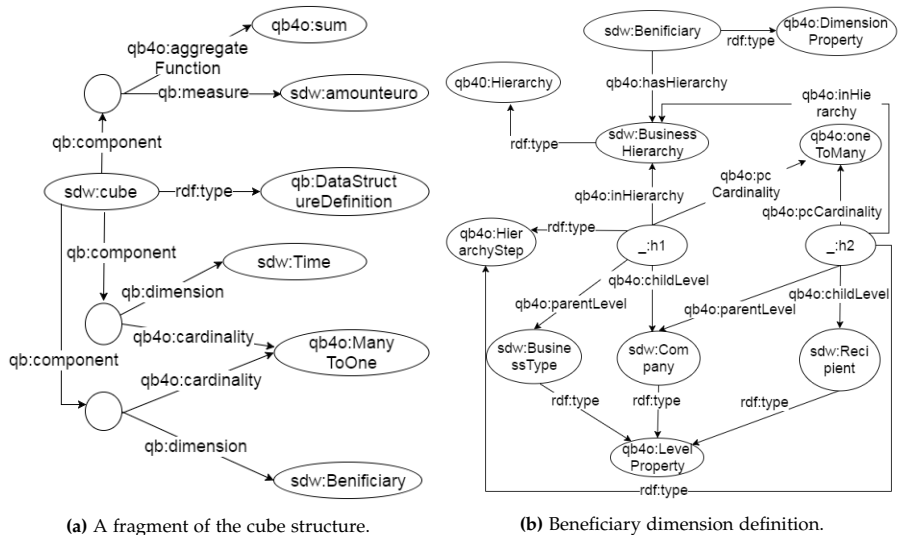 qb4o:sum
qb4o:aggregate
Function
qb:measure
sdw:amounteuro
qb:component
sdw:cube
rdf:type
qb:DataStruct
ureDefinition
qb:component
sdw:Time
qb:dimension
qb4o:cardinality
qb:component
qb4o:Many
ToOne
qb4o:cardinality
qb:dimension
sdw:Benificiary
(a) A fragment of the cube structure.
sdw:Benificiary
rdf:type
qb4o:Dimension
Property
qb4o:hasHierarchy
qb40:Hierarchy
qb4o:inHie
rarchy
rdf:type
sdw:Business
Hierarchy
qb4o:one
ToMany
qb4o:pc
Cardinality
qb4o:inHierarchy
qb4o:pcCardinality
qb4o:Hier
archyStep
rdf:type
_:h1
_:h2
qb4o:childLevel
qb4o:childLevel
qb4o:parentLevel
qb4o:parentLevel
sdw:Busine
ssType
sdw:Com
pany
sdw:Reci
pient
rdf:type
rdf:type
rdf:type
qb4o:Level
Property
rdf:type
(b) Beneficiary dimension definition.